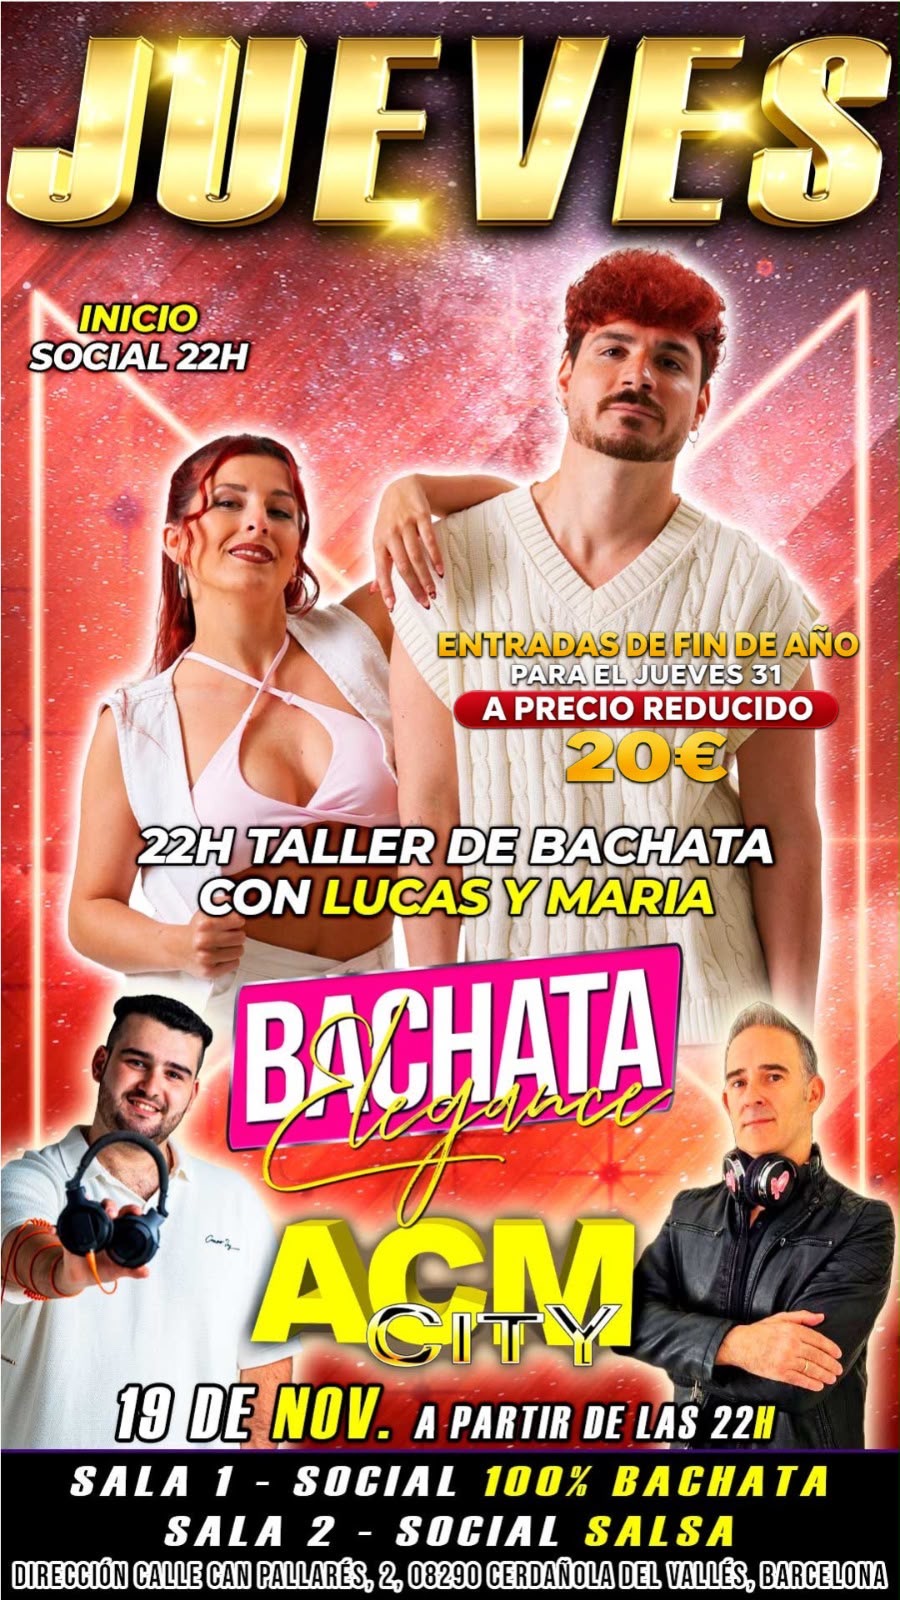 JUEVES
INICIO
SOCIAL 22H
ENTRADAS DE FIN DE AÑO
PARA EL JUEVES 31
A PRECIO REDUCIDO
20€
22H TALLER DE BACHATA
CON LUCAS Y MARIA
BACHATA
Elegance
ACM
CITY
19 DE NOV. A PARTIR DE LAS 22H
SALA 1 - SOCIAL 100% BACHATA
SALA 2 - SOCIAL SALSA
DIRECCIÓN CALLE CAN PALLARÉS, 2, 08290 CERDAÑOLA DEL VALLÉS, BARCELONA